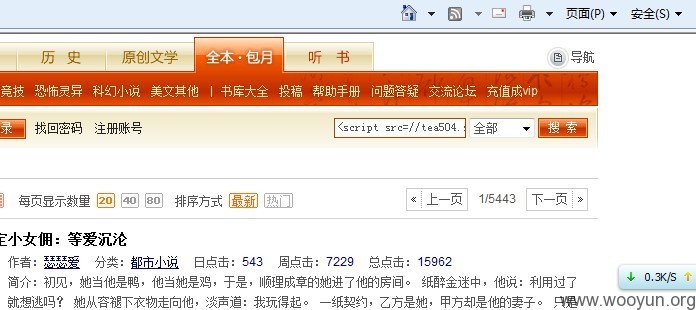 页面(P) 安全(S)
历 史 原创文学 全本·包月 听 书 导航
竞技 恐怖灵异 科幻小说 美文其他 | 书库大全 投稿 帮助手册 问题答疑 交流论坛 充值成vip
录 找回密码 注册账号 <script src=//tea504. 全部 搜 索
每页显示数量 20 40 80 排序方式 最新 热门 « 上一页 1/5443 下一页 »
小女佣：等爱沉沦
作者：瑟瑟爱 分类：都市小说 日点击：543 周点击：7229 总点击：15962
简介：初见，她当他是鸭，他当她是鸡，于是，顺理成章的她进了他的房间。 纸醉金迷中，他说：利用过了
就想逃吗？ 她从容褪下衣物走向他，淡声道：我玩得起。 一纸契约，乙方是她，甲方却是他的妻子。 只是
0.3K/S
www.wooyun.org